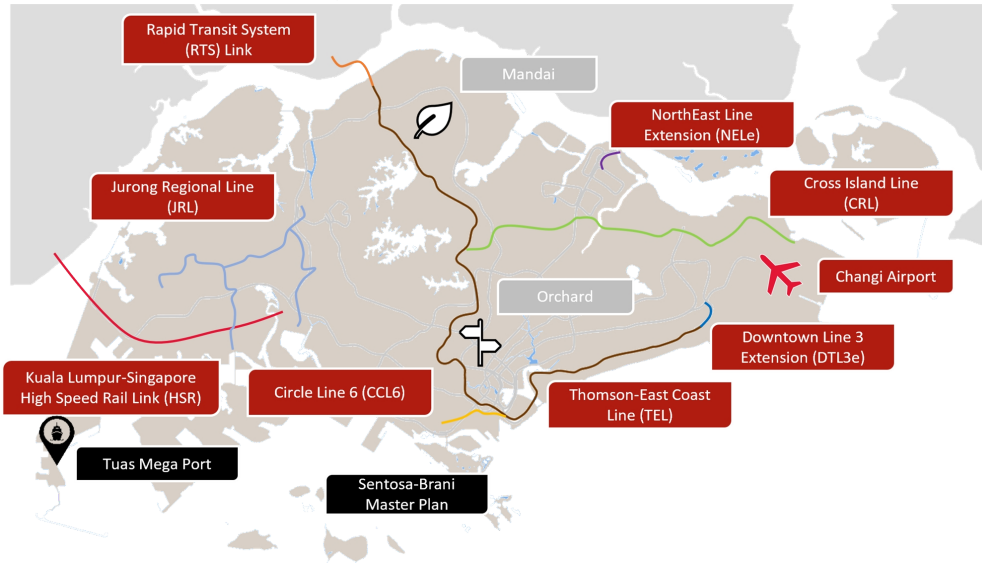 Rapid Transit System
(RTS) Link
Mandai
NorthEast Line
Extension (NELe)
Jurong Regional Line
(JRL)
Cross Island Line
(CRL)
Changi Airport
Orchard
Downtown Line 3
Extension (DTL3e)
Kuala Lumpur-Singapore
High Speed Rail Link (HSR)
Circle Line 6 (CCL6)
Thomson-East Coast
Line (TEL)
Tuas Mega Port
Sentosa-Brani
Master Plan